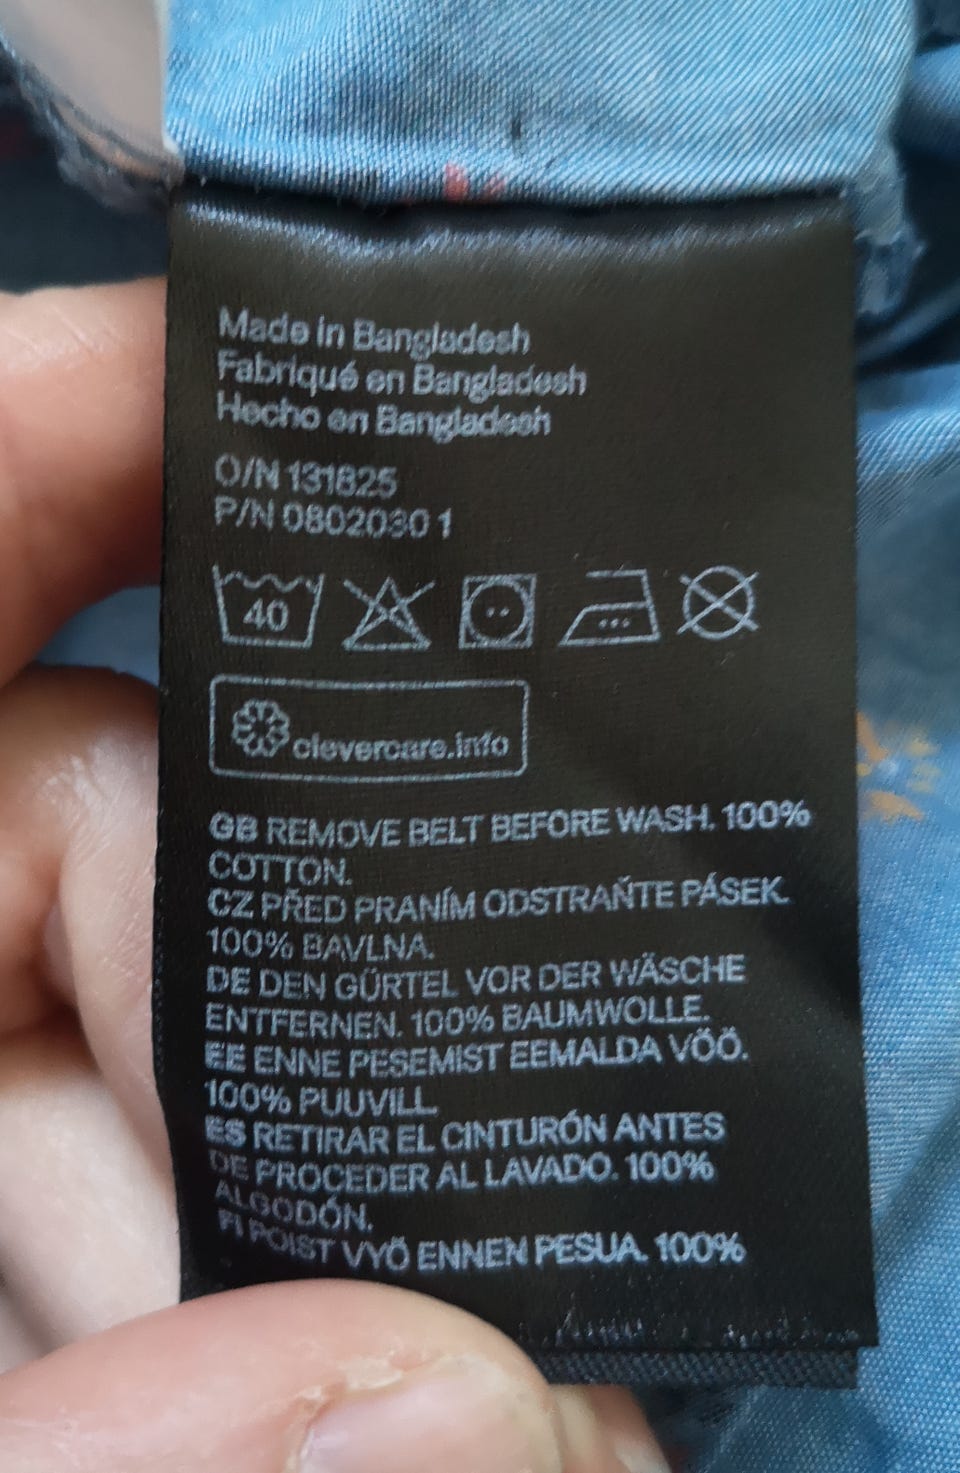 Made in Bangladesh
Fabriqué en Bangladesh
Hecho en Bangladesh
O/N 131825
P/N 0802030 1
40
clevercare.info
GB REMOVE BELT BEFORE WASH. 100%
COTTON.
CZ PŘED PRANÍM ODSTRAŇTE PÁSEK.
100% BAVLNA.
DE DEN GÜRTEL VOR DER WÄSCHE
ENTFERNEN. 100% BAUMWOLLE.
EE ENNE PESEMIST EEMALDA VÖÖ.
100% PUUVILL
ES RETIRAR EL CINTURÓN ANTES
DE PROCEDER AL LAVADO. 100%
ALGODÓN.
FI POIST VYÖ ENNEN PESUA. 100%